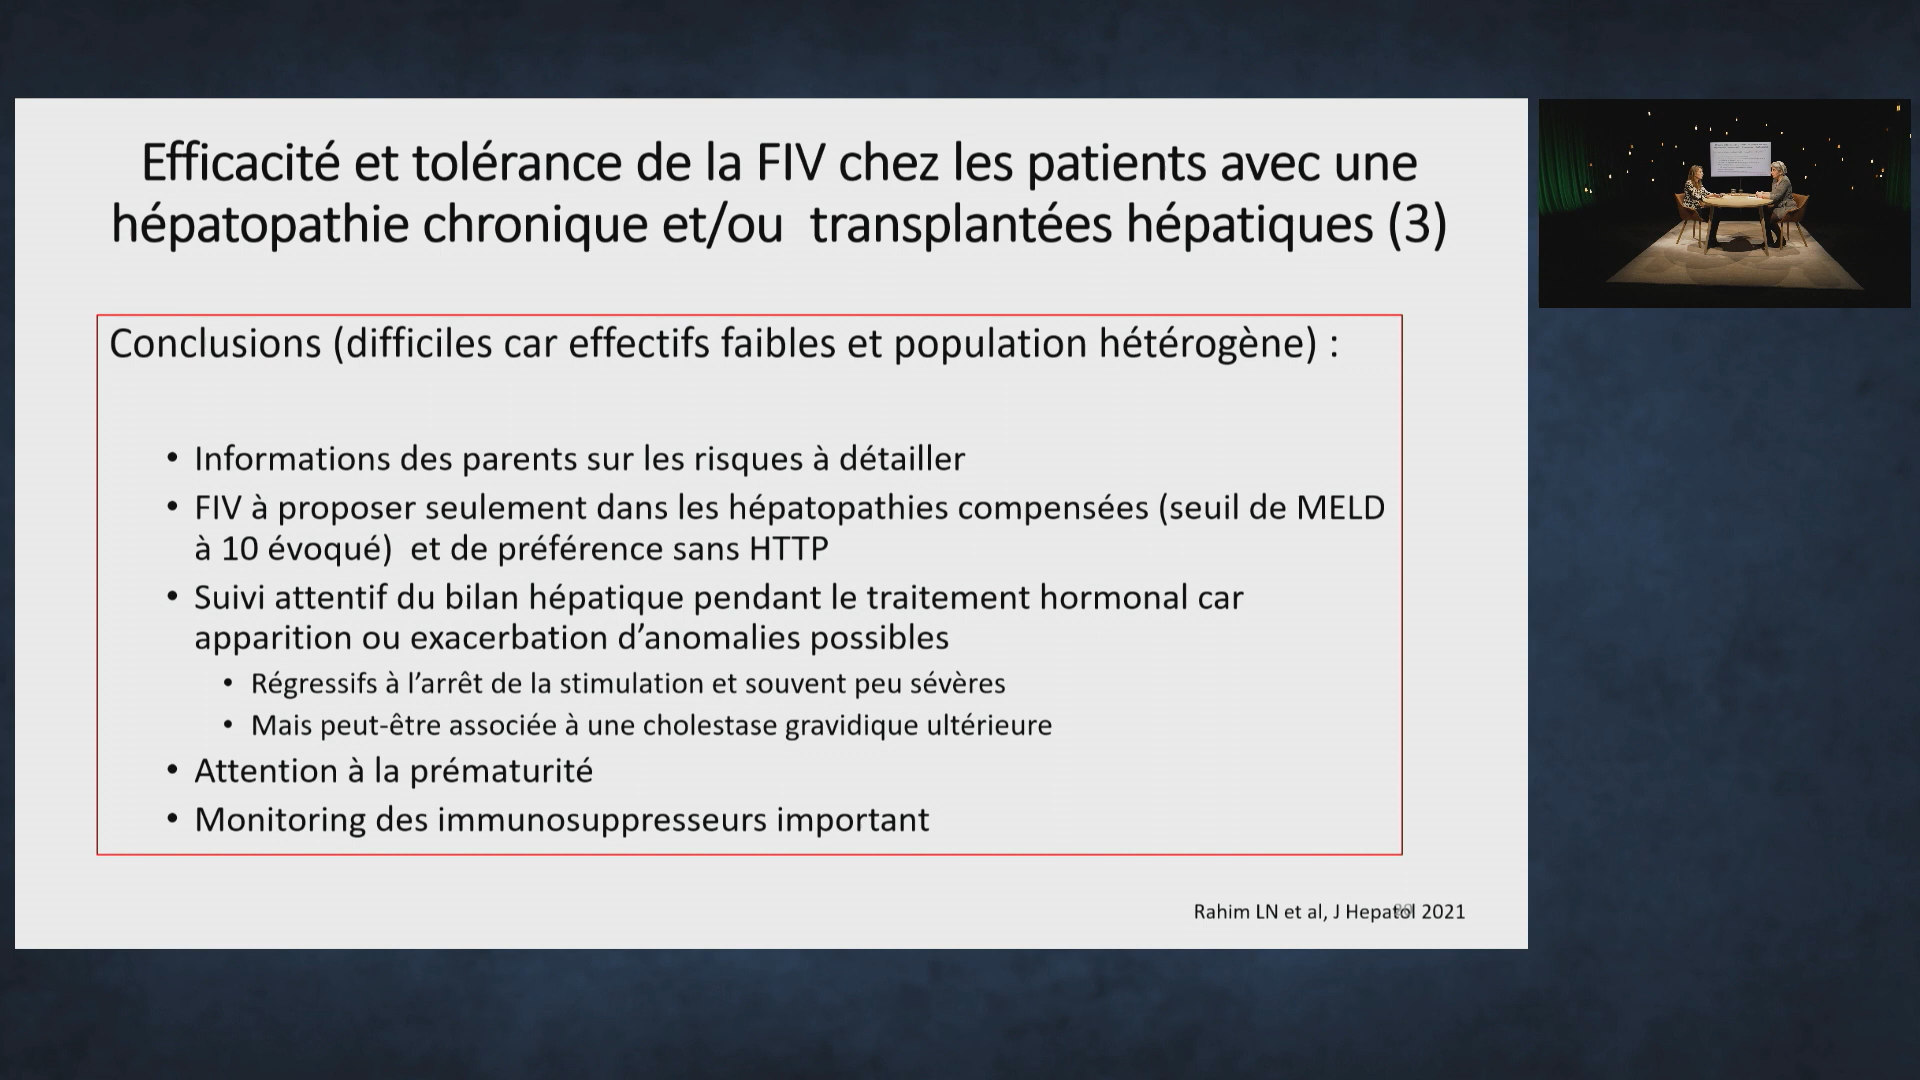 Efficacité et tolérance de la FIV chez les patients avec une
hépatopathie chronique et/ou  transplantées hépatiques (3)
Conclusions (difficiles car effectifs faibles et population hétérogène) :
• Informations des parents sur les risques à détailler
• FIV à proposer seulement dans les hépatopathies compensées (seuil de MELD
à 10 évoqué)  et de préférence sans HTTP
• Suivi attentif du bilan hépatique pendant le traitement hormonal car
apparition ou exacerbation d’anomalies possibles
• Régressifs à l’arrêt de la stimulation et souvent peu sévères
• Mais peut-être associée à une cholestase gravidique ultérieure
• Attention à la prématurité
• Monitoring des immunosuppresseurs important
Rahim LN et al, J Hepatol 2021